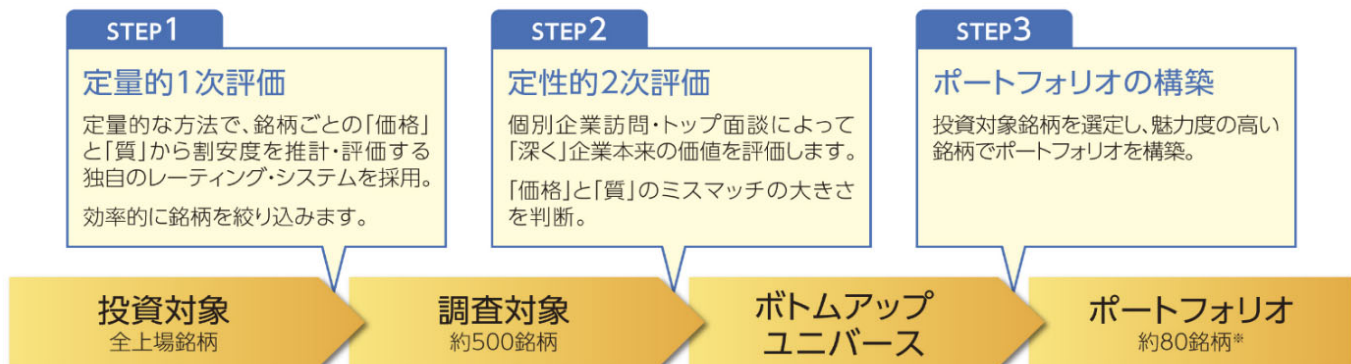 STEP1
定量的1次評価
定量的な方法で、銘柄ごとの「価格」
と「質」から割安度を推計・評価する
独自のレーティング・システムを採用。
効率的に銘柄を絞り込みます。
STEP2
定性的2次評価
個別企業訪問・トップ面談によって
「深く」企業本来の価値を評価します。
「価格」と「質」のミスマッチの大きさ
を判断。
STEP3
ポートフォリオの構築
投資対象銘柄を選定し、魅力度の高い
銘柄でポートフォリオを構築。
投資対象
全上場銘柄
調査対象
約500銘柄
ボトムアップ
ユニバース
ポートフォリオ
約80銘柄※